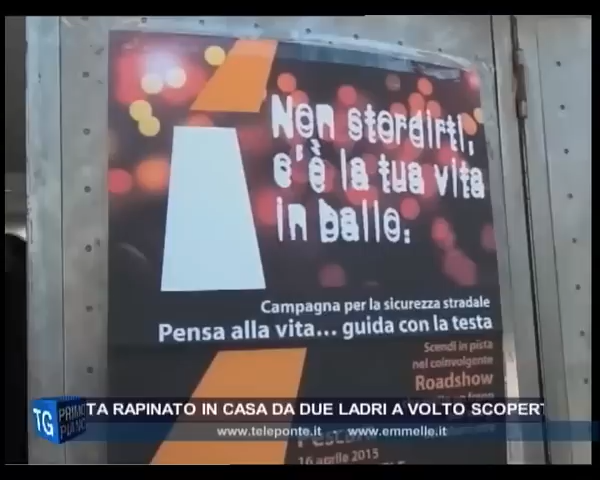 Non stordirti,
c'è la tua vita
in ballo.
Campagna per la sicurezza stradale
Pensa alla vita... guida con la testa
Scendi in pista
nel coinvolgente
Roadshow
TG PRIMO PIANO
TA RAPINATO IN CASA DA DUE LADRI A VOLTO SCOPERT
www.teleponte.it - www.emmelle.it
16 aprile 2015